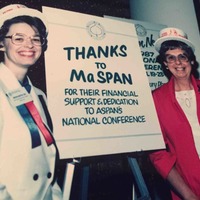 THANKS
TO
MaSPAN
FOR THEIR FINANCIAL
SUPPORT & DEDICATION
TO ASPAN'S
NATIONAL CONFERENCE